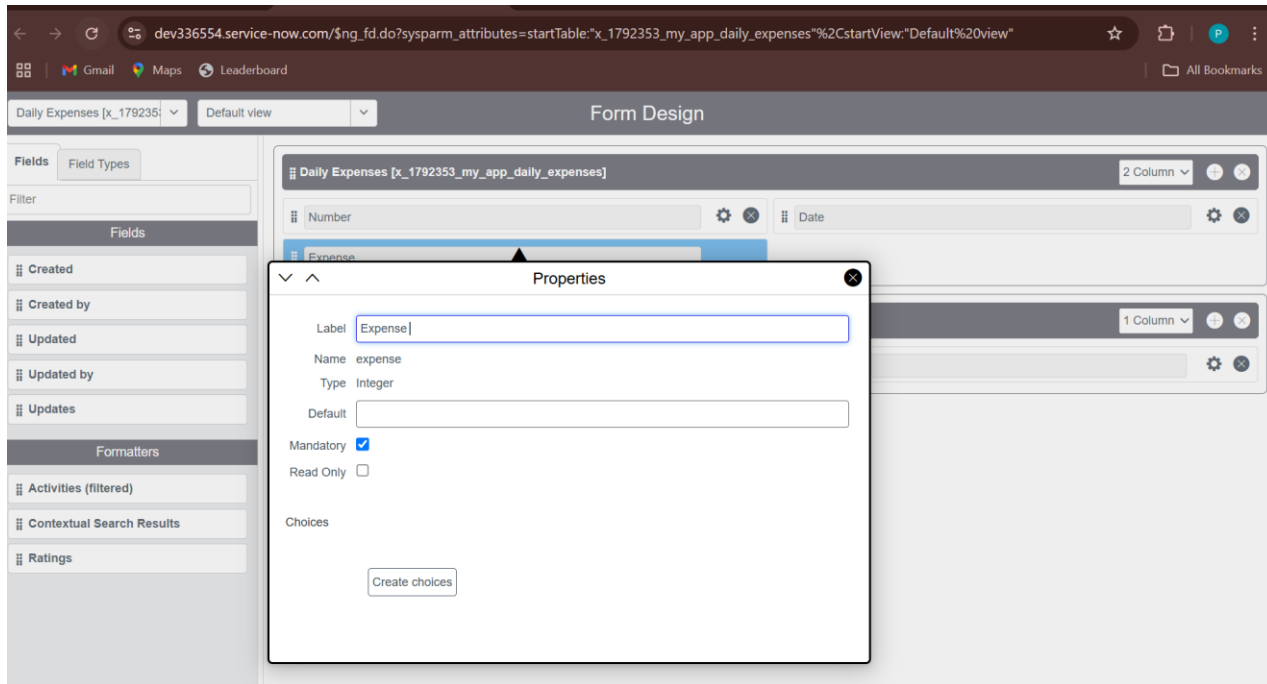 dev336554.service-now.com/$ng_fd.do?sysparm_attributes=startTable:"x_1792353_my_app_daily_expenses"%2CstartView:"Default%20view"
P
Gmail Maps Leaderboard All Bookmarks
Daily Expenses [x_179235 Default view Form Design
Fields Field Types
Filter
Fields
Created
Created by
Updated
Updated by
Updates
Formatters
Activities (filtered)
Contextual Search Results
Ratings
Daily Expenses [x_1792353_my_app_daily_expenses] 2 Column
Number Date
Expense
1 Column
Properties
Label Expense
Name expense
Type Integer
Default
Mandatory
Read Only
Choices
Create choices